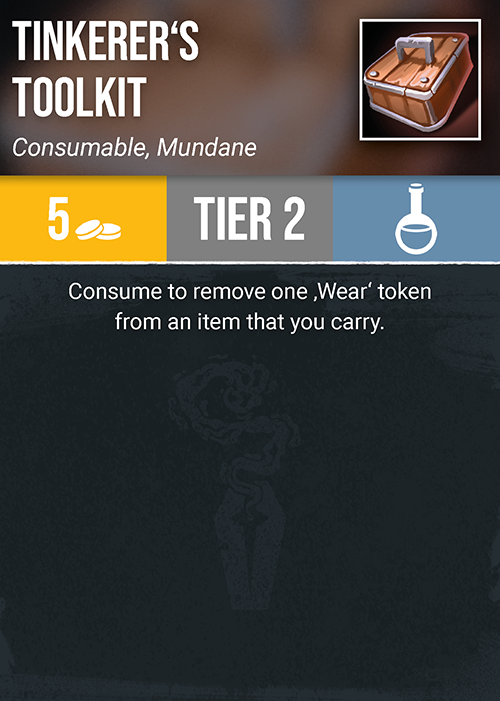 TINKERER‘S
TOOLKIT
Consumable, Mundane
5
TIER 2
Consume to remove one ‚Wear‘ token
from an item that you carry.